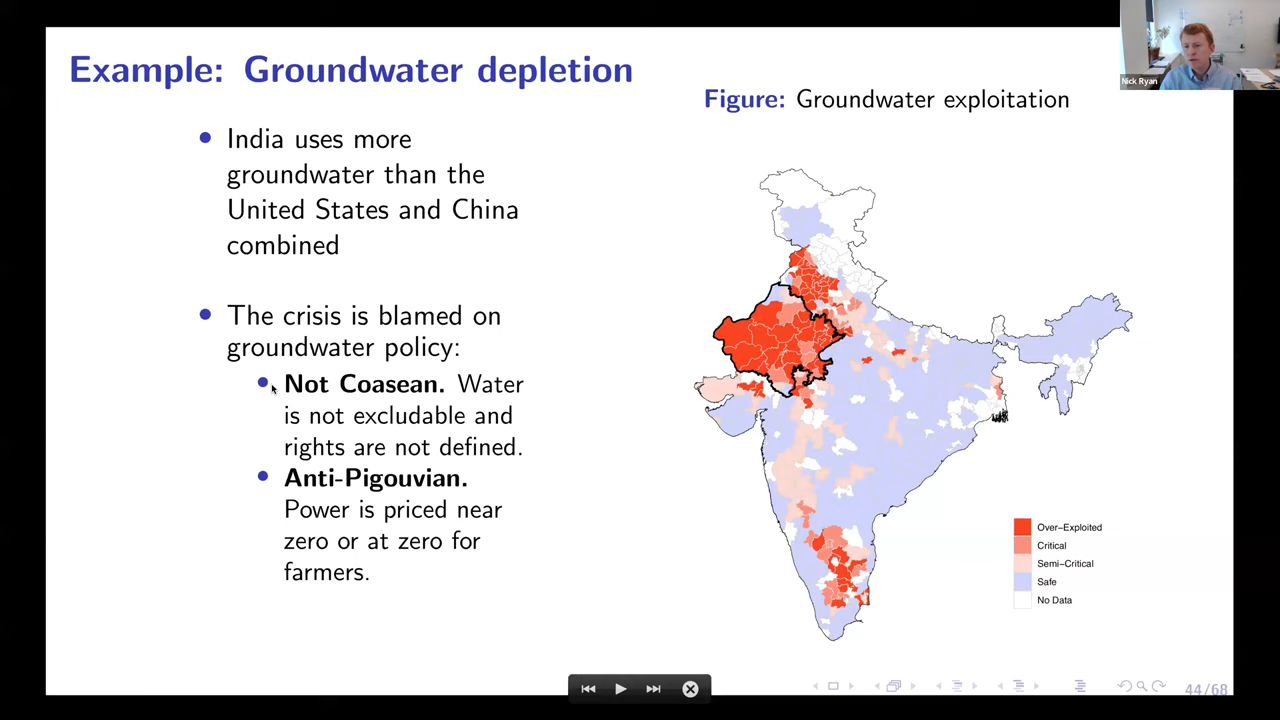 Example: Groundwater depletion
Nick Ryan
Figure: Groundwater exploitation
• India uses more
groundwater than the
United States and China
combined
• The crisis is blamed on
groundwater policy:
• Not Coasean. Water
is not excludable and
rights are not defined.
• Anti-Pigouvian.
Power is priced near
zero or at zero for
farmers.
Over-Exploited
Critical
Semi-Critical
Safe
No Data
44/68